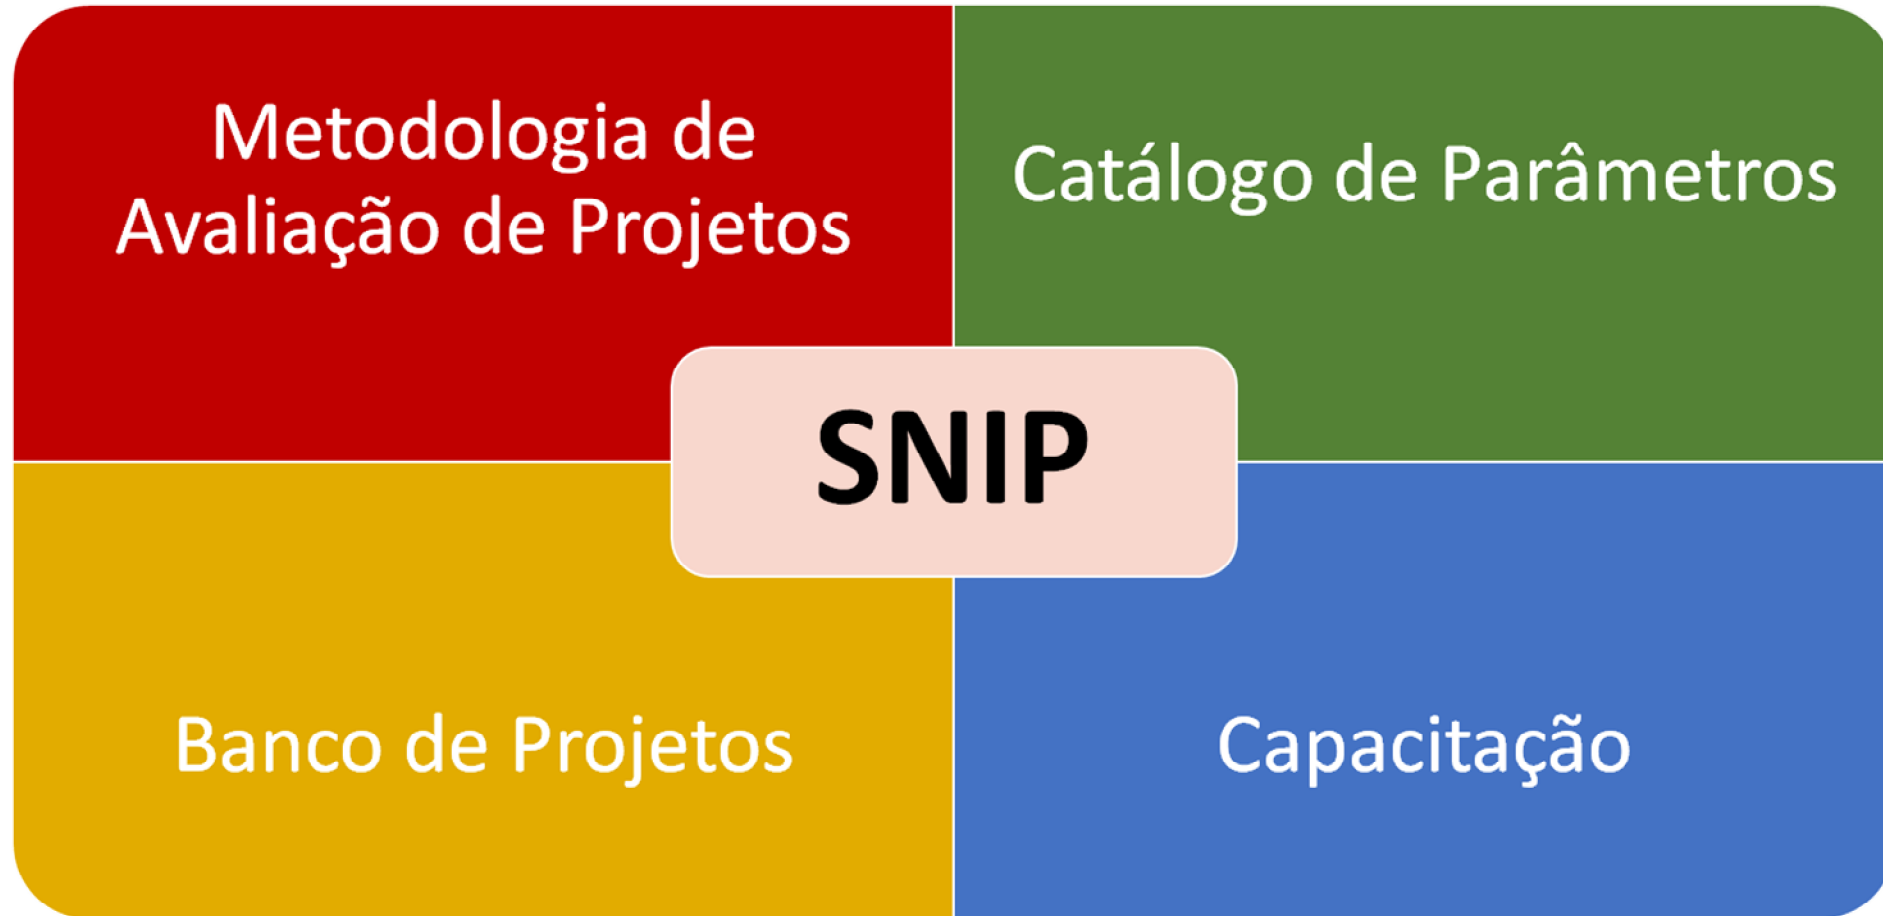 Metodologia de
Avaliação de Projetos
Catálogo de Parâmetros
SNIP
Banco de Projetos
Capacitação